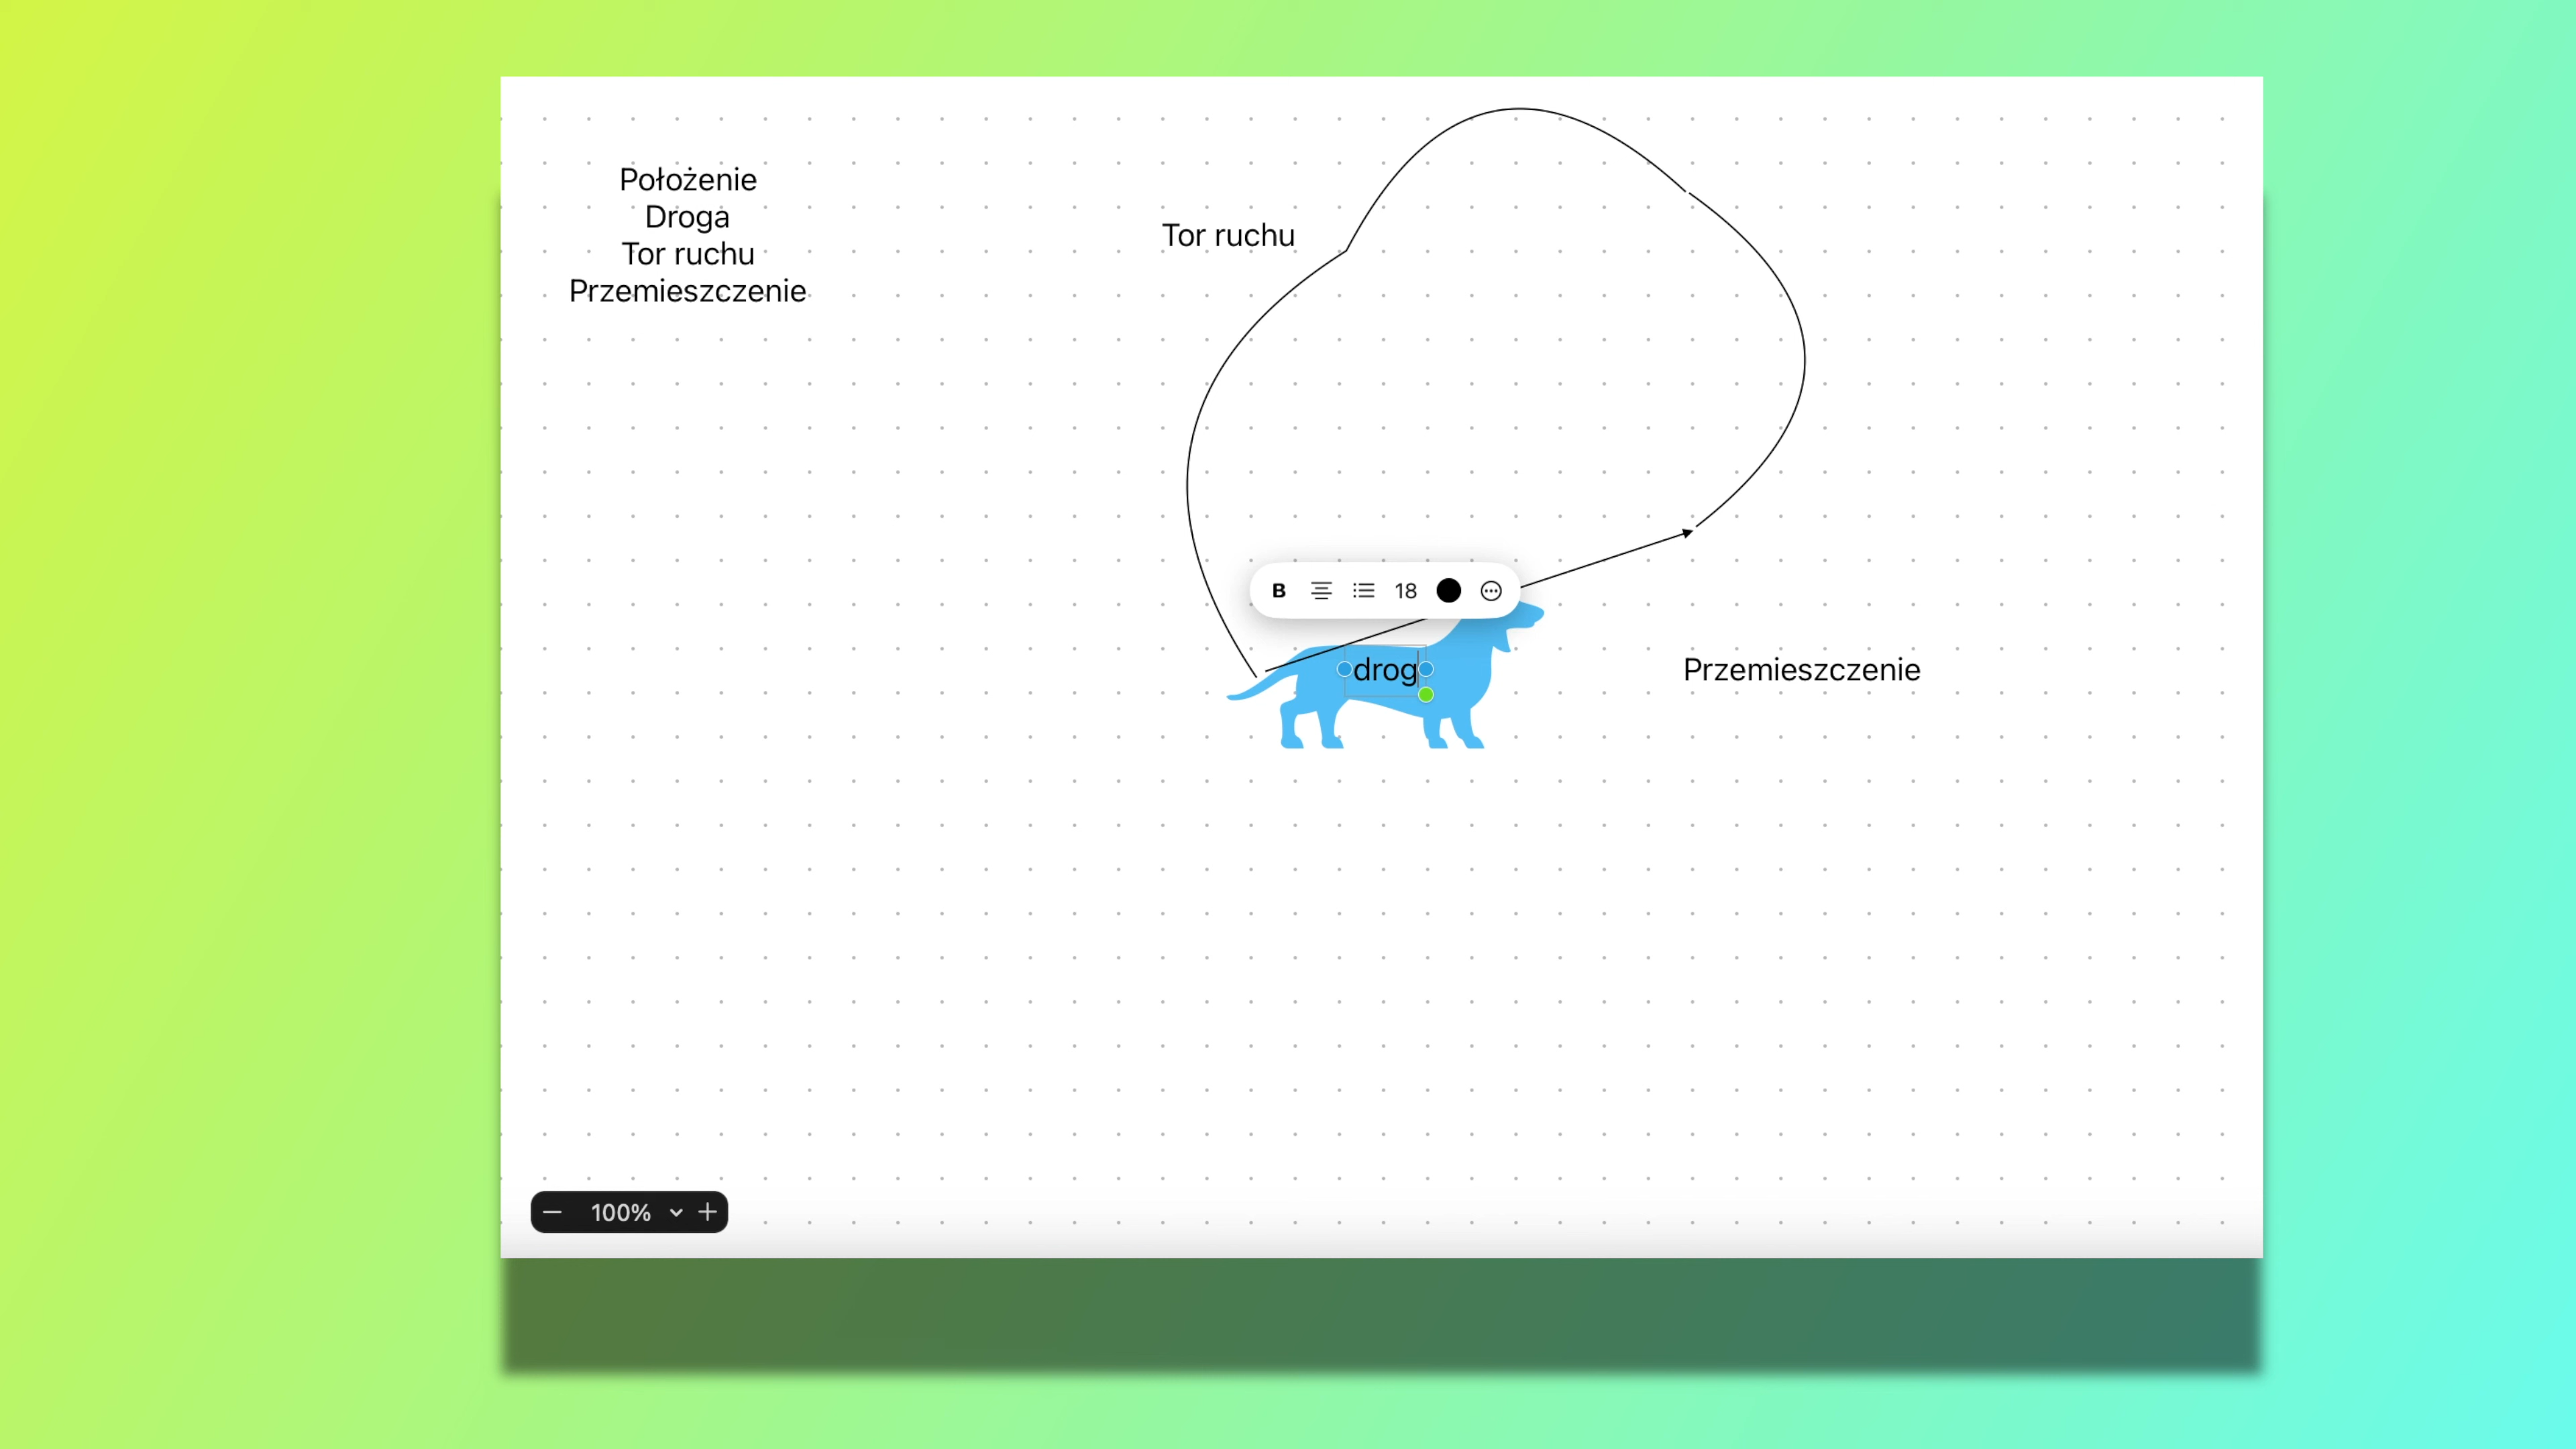 Położenie
Droga
Tor ruchu
Przemieszczenie
Tor ruchu
B 18
drog
Przemieszczenie
100%